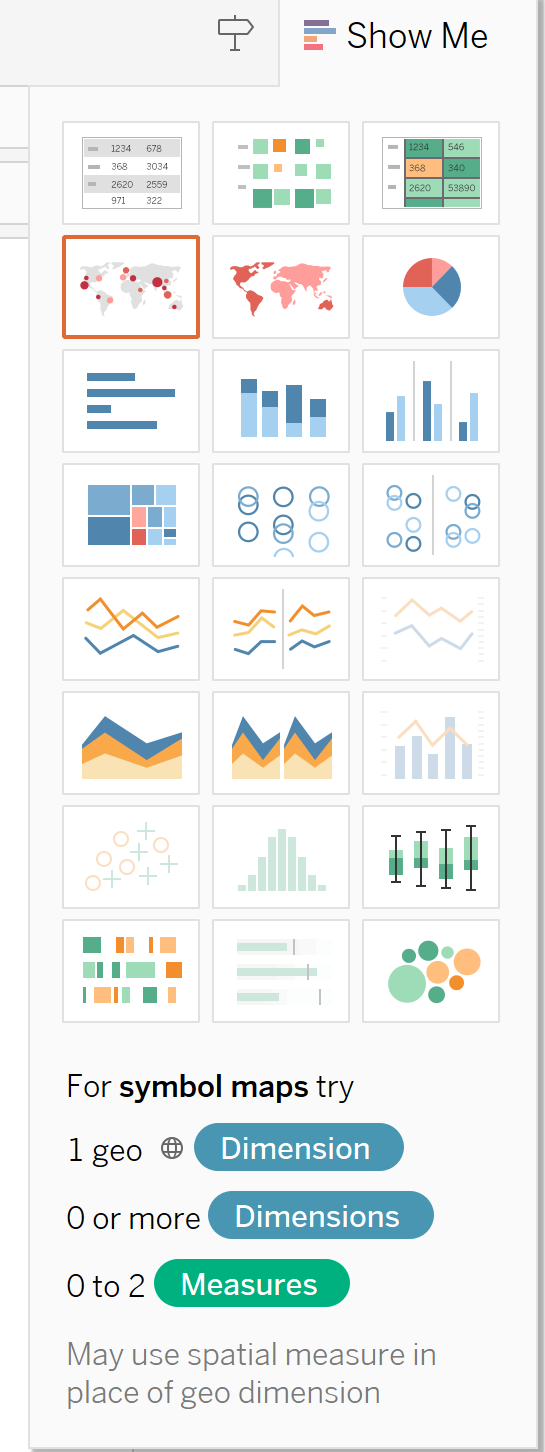 Show Me
1234 678
368 3034
2620 2559
971 322
1234 546
368 340
2620 53890
For symbol maps try
1 geo Dimension
0 or more Dimensions
0 to 2 Measures
May use spatial measure in
place of geo dimension